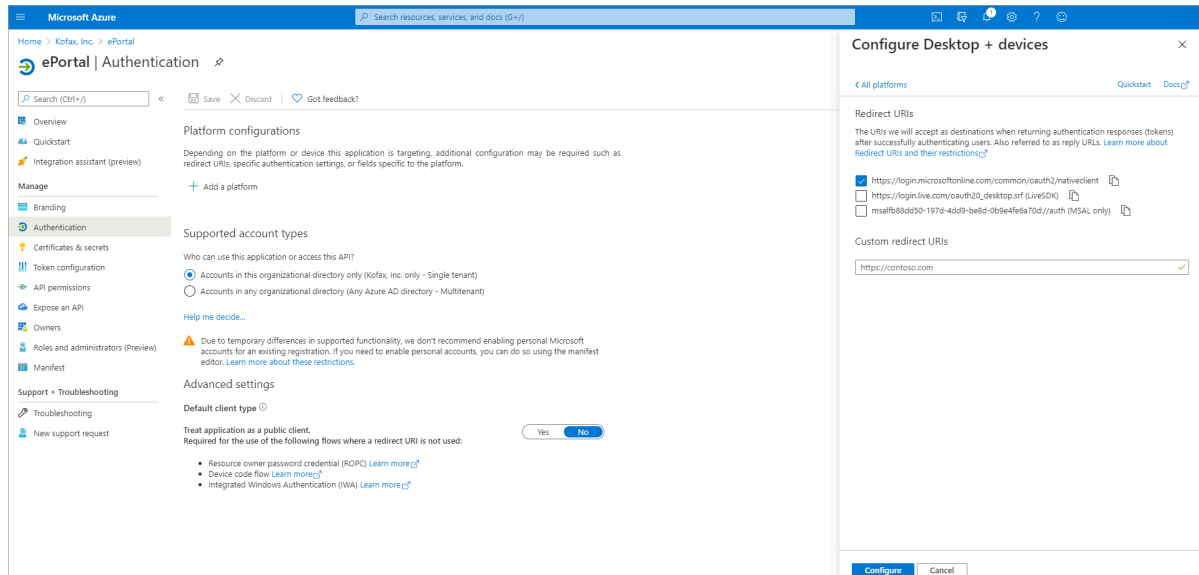 Microsoft Azure
Search resources, services, and docs (G+/)
1
Home > Kofax, Inc. > ePortal
ePortal | Authentication
Search (Ctrl+/)
«
Overview
Quickstart
Integration assistant (preview)
Manage
Branding
Authentication
Certificates & secrets
Token configuration
API permissions
Expose an API
Owners
Roles and administrators (Preview)
Manifest
Support + Troubleshooting
Troubleshooting
New support request
Save Discard Got feedback?
Platform configurations
Depending on the platform or device this application is targeting, additional configuration may be required such as
redirect URIs, specific authentication settings, or fields specific to the platform.
Add a platform
Supported account types
Who can use this application or access this API?
Accounts in this organizational directory only (Kofax, Inc. only - Single tenant)
Accounts in any organizational directory (Any Azure AD directory - Multitenant)
Help me decide...
Due to temporary differences in supported functionality, we don't recommend enabling personal Microsoft
accounts for an existing registration. If you need to enable personal accounts, you can do so using the manifest
editor. Learn more about these restrictions.
Advanced settings
Default client type
Treat application as a public client.
Required for the use of the following flows where a redirect URI is not used:
Yes No
• Resource owner password credential (ROPC) Learn more
• Device code flow Learn more
• Integrated Windows Authentication (IWA) Learn more
Configure Desktop + devices
All platforms
Quickstart Docs
Redirect URIs
The URIs we will accept as destinations when returning authentication responses (tokens)
after successfully authenticating users. Also referred to as reply URLs. Learn more about
Redirect URIs and their restrictions
https://login.microsoftonline.com/common/oauth2/nativeclient
https://login.live.com/oauth20_desktop.srf (LiveSDK)
msalfb88dd50-197d-4dd9-be8d-0b9e4fe6a70d://auth (MSAL only)
Custom redirect URIs
https://contoso.com
Configure Cancel